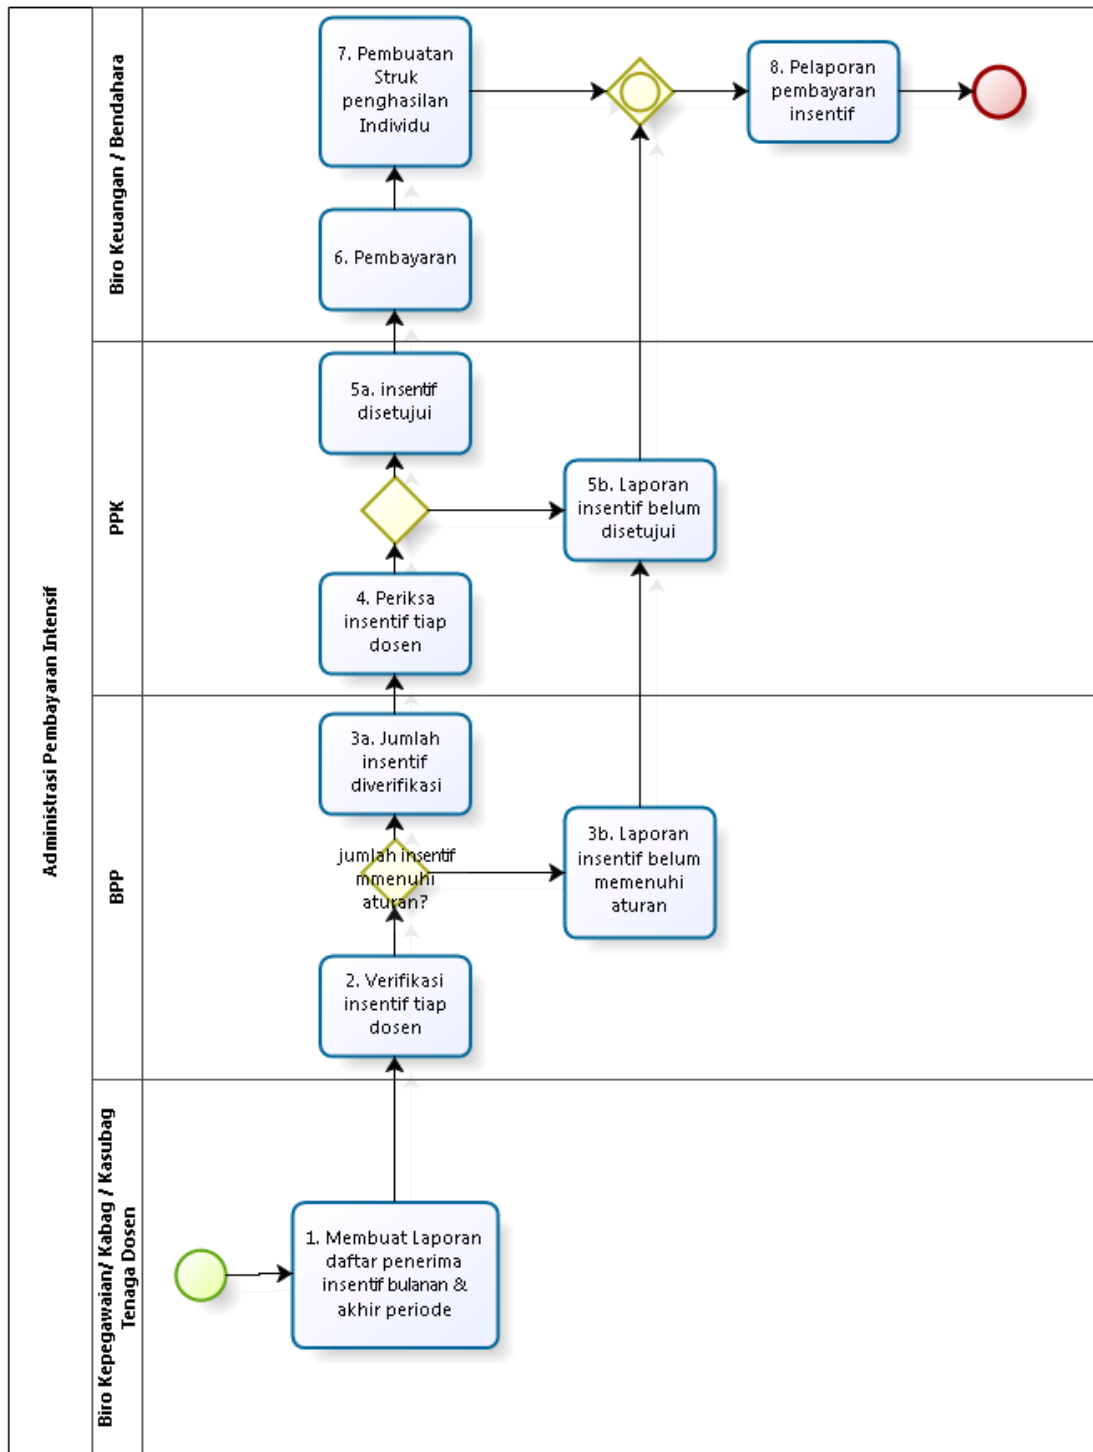 Administrasi Pembayaran Intensif
Biro Keuangan / Bendahara
7. Pembuatan
Struk
penghasilan
Individu
8. Pelaporan
pembayaran
insentif
6. Pembayaran
PPK
5a. insentif
disetujui
5b. Laporan
insentif belum
disetujui
4. Periksa
insentif tiap
dosen
BPP
3a. Jumlah
insentif
diverifikasi
jumlah insentif
mmenuhi
aturan?
3b. Laporan
insentif belum
memenuhi
aturan
2. Verifikasi
insentif tiap
dosen
Biro Kepegawaian/ Kabag / Kasubag
Tenaga Dosen
1. Membuat Laporan
daftar penerima
insentif bulanan &
akhir periode